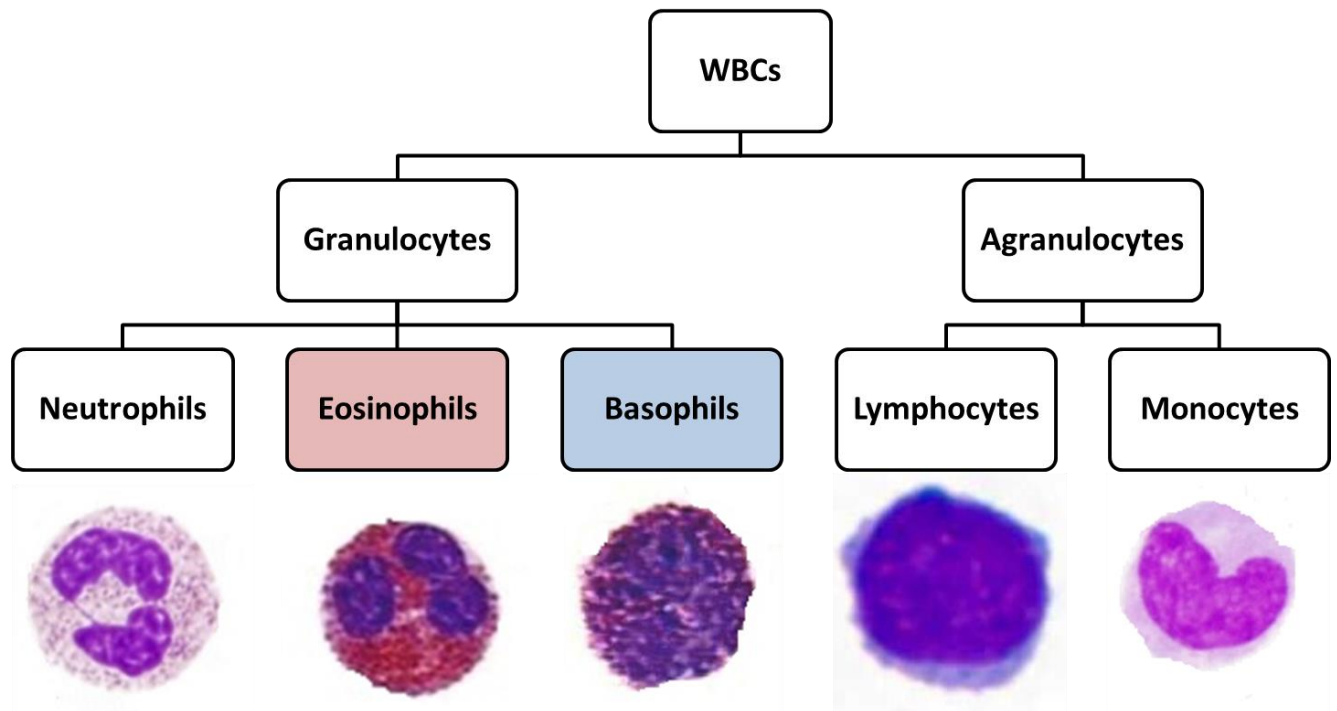 WBCs
Granulocytes
Agranulocytes
Neutrophils
Eosinophils
Basophils
Lymphocytes
Monocytes